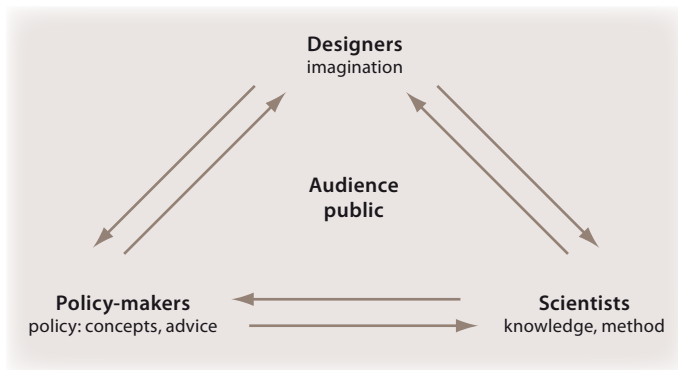 Designers
imagination
Audience
public
Policy-makers
policy: concepts, advice
Scientists
knowledge, method